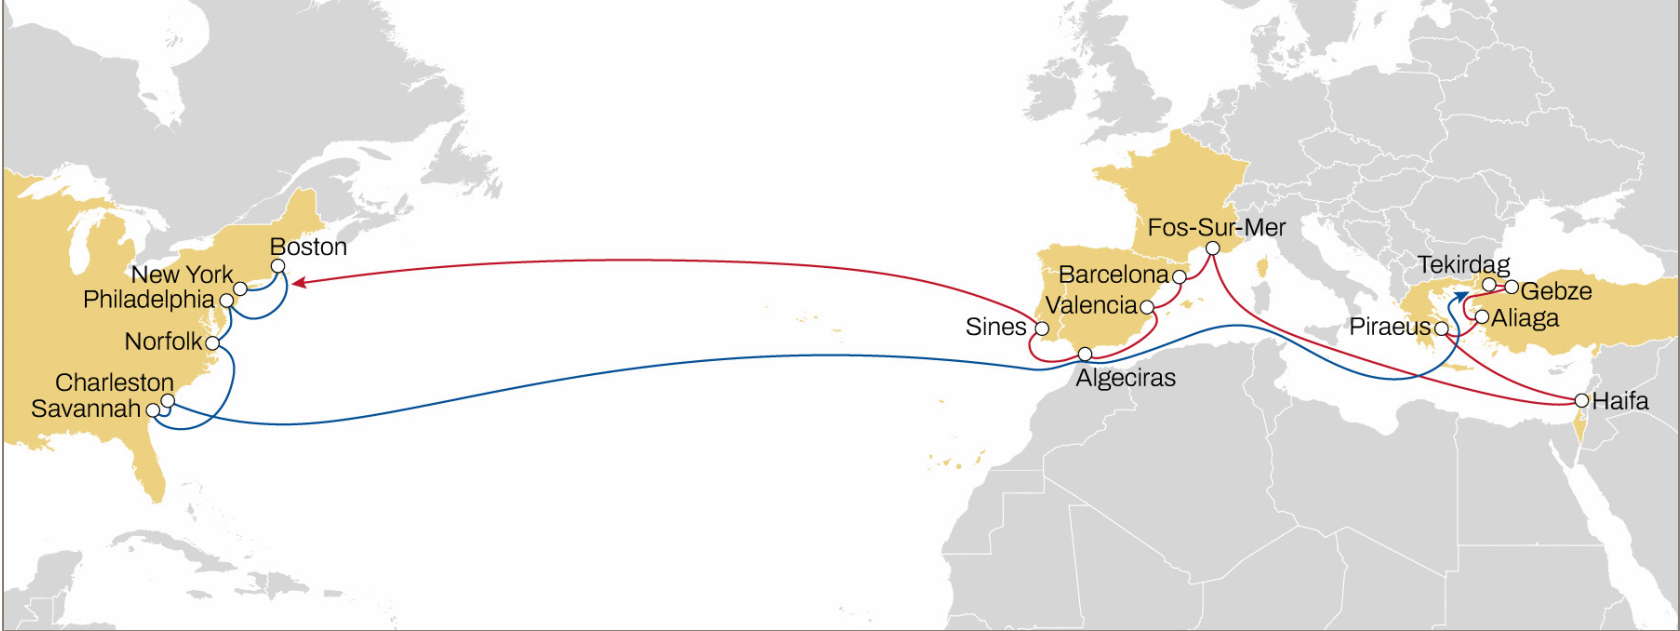 Boston
New York
Philadelphia
Norfolk
Charleston
Savannah
Fos-Sur-Mer
Barcelona
Valencia
Sines
Algeciras
Tekirdag
Gebze
Aliaga
Piraeus
Haifa